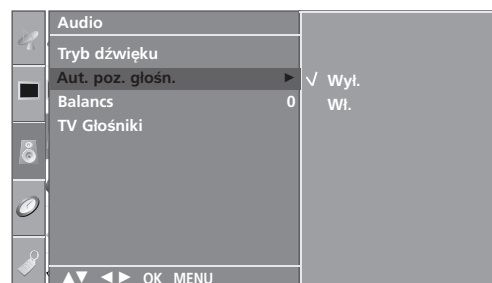 Audio
Tryb dźwięku
Aut. poz. głośn. ► √ Wył.
Balancs 0 Wł.
TV Głośniki
▲▼ ◄► OK MENU